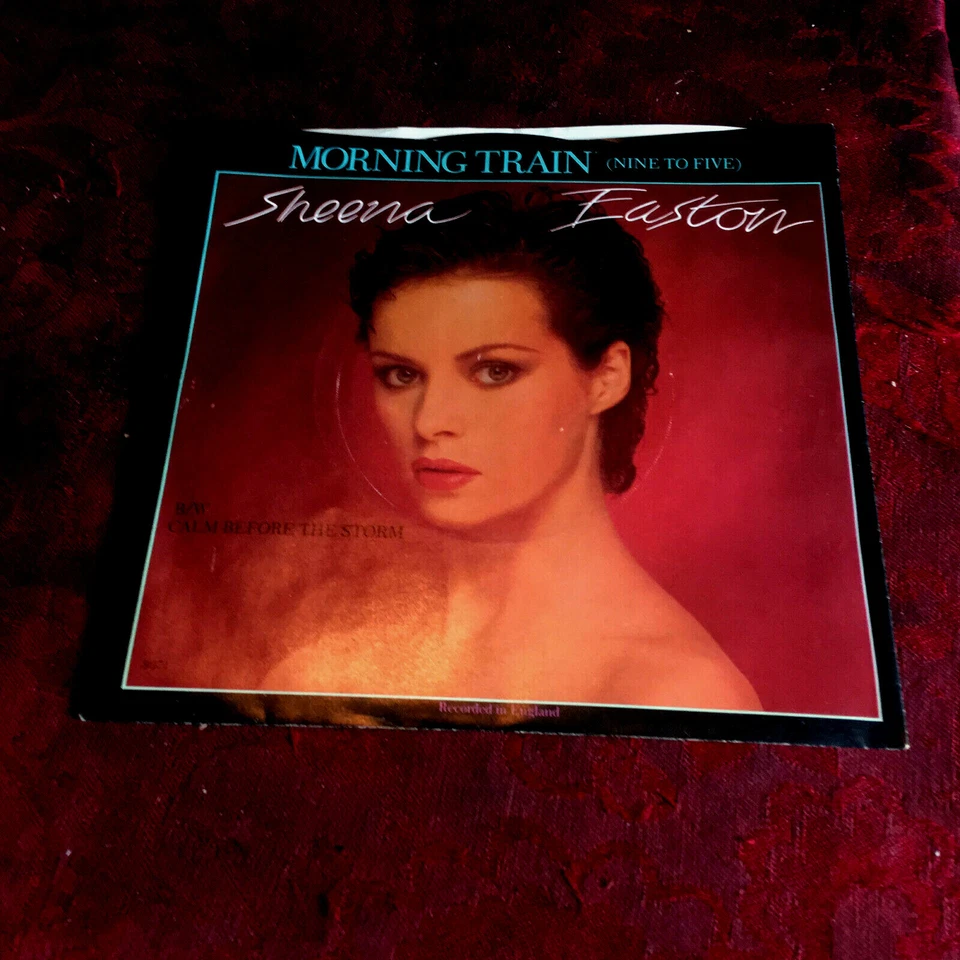 MORNING TRAIN (NINE TO FIVE)
Sheena Easton
B/W
CALM BEFORE THE STORM
Recorded in England